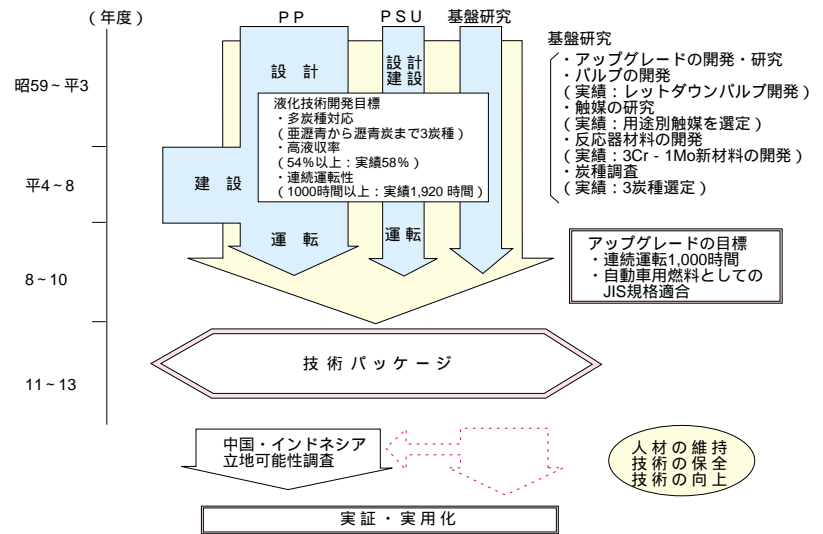 （年度）
ＰＰ
ＰＳＵ
基盤研究
昭59～平3
平4～8
8～10
11～13
設計
設計
建設
液化技術開発目標
・多炭種対応
（亜瀝青から瀝青炭まで3炭種）
・高液収率
（54％以上：実績58％）
・連続運転性
（1000時間以上：実績1,920 時間）
建設
運転
運転
基盤研究
・アップグレードの開発・研究
・バルブの開発
（実績：レットダウンバルブ開発）
・触媒の研究
（実績：用途別触媒を選定）
・反応器材料の開発
（実績：3Cr - 1Mo新材料の開発）
・炭種調査
（実績：3炭種選定）
アップグレードの目標
・連続運転1,000時間
・自動車用燃料としての
JIS規格適合
技術パッケージ
中国・インドネシア
立地可能性調査
人材の維持
技術の保全
技術の向上
実証・実用化